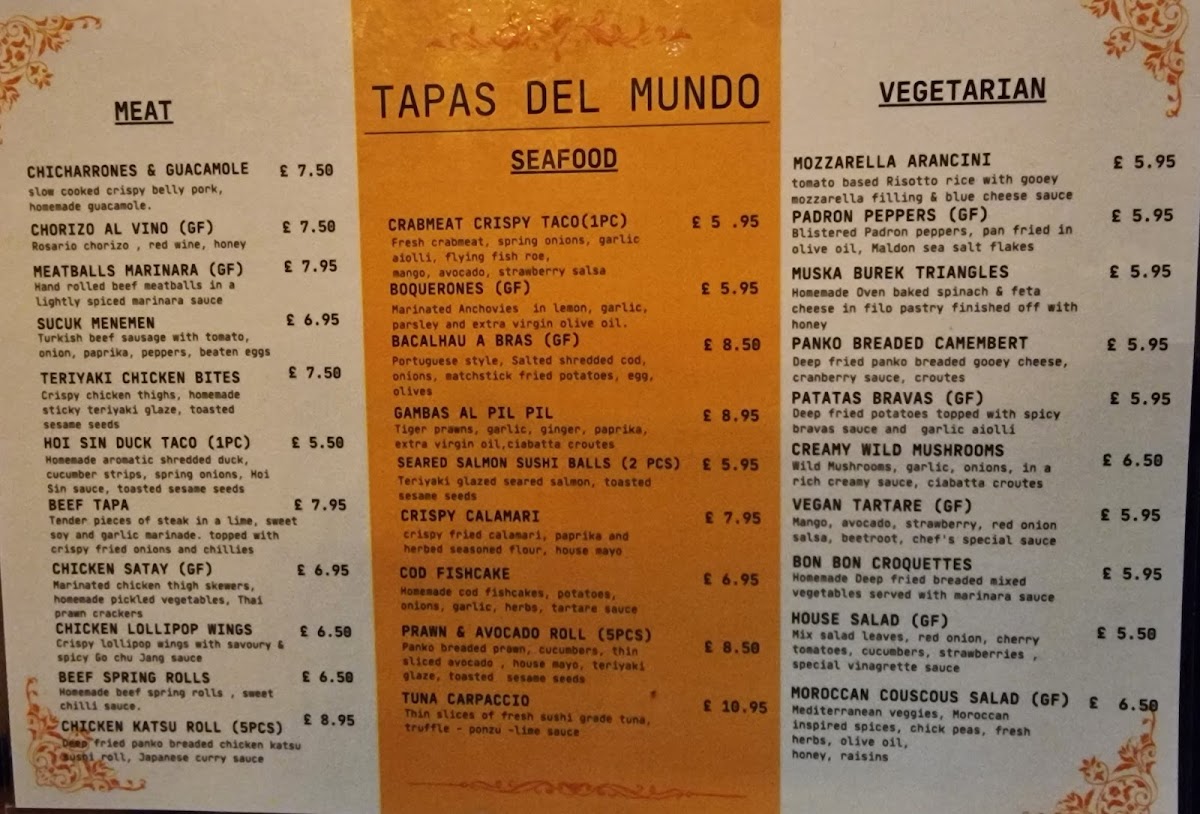 MEAT
CHICHARRONES & GUACAMOLE £ 7.50
slow cooked crispy belly pork,
homemade guacamole.
CHORIZO AL VINO (GF) £ 7.50
Rosario chorizo , red wine, honey
MEATBALLS MARINARA (GF) £ 7.95
Hand rolled beef meatballs in a
lightly spiced marinara sauce
SUCUK MENEMEN £ 6.95
Turkish beef sausage with tomato,
onion, paprika, peppers, beaten eggs
TERIYAKI CHICKEN BITES £ 7.50
Crispy chicken thighs, homemade
sticky teriyaki glaze, toasted
sesame seeds
HOI SIN DUCK TACO (1PC) £ 5.50
Homemade aromatic shredded duck,
cucumber strips, spring onions, Hoi
Sin sauce, toasted sesame seeds
BEEF TAPA £ 7.95
Tender pieces of steak in a lime, sweet
soy and garlic marinade. topped with
crispy fried onions and chillies
CHICKEN SATAY (GF) £ 6.95
Marinated chicken thigh skewers,
homemade pickled vegetables, Thai
prawn crackers
CHICKEN LOLLIPOP WINGS £ 6.50
Crispy lollipop wings with savoury &
spicy Go chu Jang sauce
BEEF SPRING ROLLS £ 6.50
Homemade beef spring rolls , sweet
chilli sauce.
CHICKEN KATSU ROLL (5PCS) £ 8.95
Deep fried panko breaded chicken katsu
sushi roll, Japanese curry sauce
TAPAS DEL MUNDO
SEAFOOD
CRABMEAT CRISPY TACO(1PC) £ 5 .95
Fresh crabmeat, spring onions, garlic
aiolli, flying fish roe,
mango, avocado, strawberry salsa
BOQUERONES (GF) £ 5.95
Marinated Anchovies in lemon, garlic,
parsley and extra virgin olive oil.
BACALHAU A BRAS (GF) £ 8.50
Portuguese style, Salted shredded cod,
onions, matchstick fried potatoes, egg,
olives
GAMBAS AL PIL PIL £ 8.95
Tiger prawns, garlic, ginger, paprika,
extra virgin oil,ciabatta croutes
SEARED SALMON SUSHI BALLS (2 PCS) £ 5.95
Teriyaki glazed seared salmon, toasted
sesame seeds
CRISPY CALAMARI £ 7.95
crispy fried calamari, paprika and
herbed seasoned flour, house mayo
COD FISHCAKE £ 6.95
Homemade cod fishcakes, potatoes,
onions, garlic, herbs, tartare sauce
PRAWN & AVOCADO ROLL (5PCS) £ 8.50
Panko breaded prawn, cucumbers, thin
sliced avocado , house mayo, teriyaki
glaze, toasted sesame seeds
TUNA CARPACCIO £ 10.95
Thin slices of fresh sushi grade tuna,
truffle - ponzu -lime sauce
VEGETARIAN
MOZZARELLA ARANCINI £ 5.95
tomato based Risotto rice with gooey
mozzarella filling & blue cheese sauce
PADRON PEPPERS (GF) £ 5.95
Blistered Padron peppers, pan fried in
olive oil, Maldon sea salt flakes
MUSKA BUREK TRIANGLES £ 5.95
Homemade Oven baked spinach & feta
cheese in filo pastry finished off with
honey
PANKO BREADED CAMEMBERT £ 5.95
Deep fried panko breaded gooey cheese,
cranberry sauce, croutes
PATATAS BRAVAS (GF) £ 5.95
Deep fried potatoes topped with spicy
bravas sauce and garlic aiolli
CREAMY WILD MUSHROOMS £ 6.50
Wild Mushrooms, garlic, onions, in a
rich creamy sauce, ciabatta croutes
VEGAN TARTARE (GF) £ 5.95
Mango, avocado, strawberry, red onion
salsa, beetroot, chef's special sauce
BON BON CROQUETTES £ 5.95
Homemade Deep fried breaded mixed
vegetables served with marinara sauce
HOUSE SALAD (GF) £ 5.50
Mix salad leaves, red onion, cherry
tomatoes, cucumbers, strawberries ,
special vinagrette sauce
MOROCCAN COUSCOUS SALAD (GF) £ 6.50
Mediterranean veggies, Moroccan
inspired spices, chick peas, fresh
herbs, olive oil,
honey, raisins